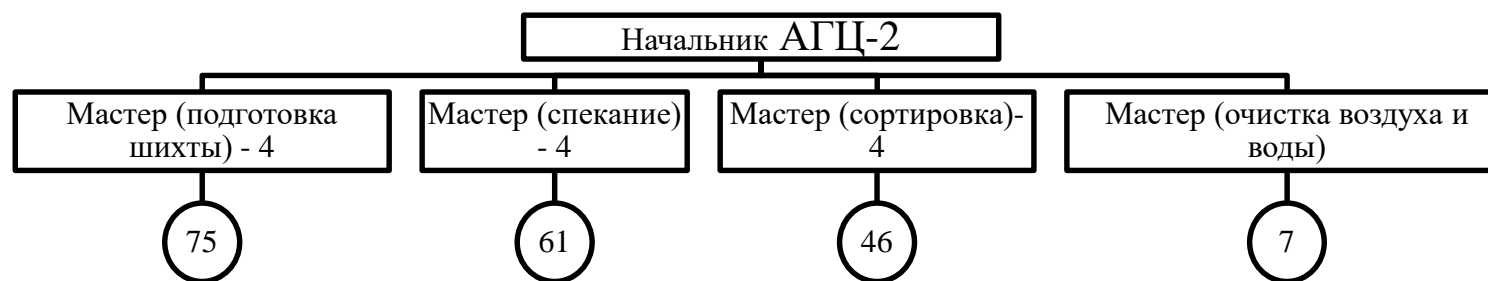 Начальник АГЦ-2
Мастер (подготовка
шихты) - 4
Мастер (спекание)
- 4
Мастер (сортировка)-
4
Мастер (очистка воздуха и
воды)
75
61
46
7